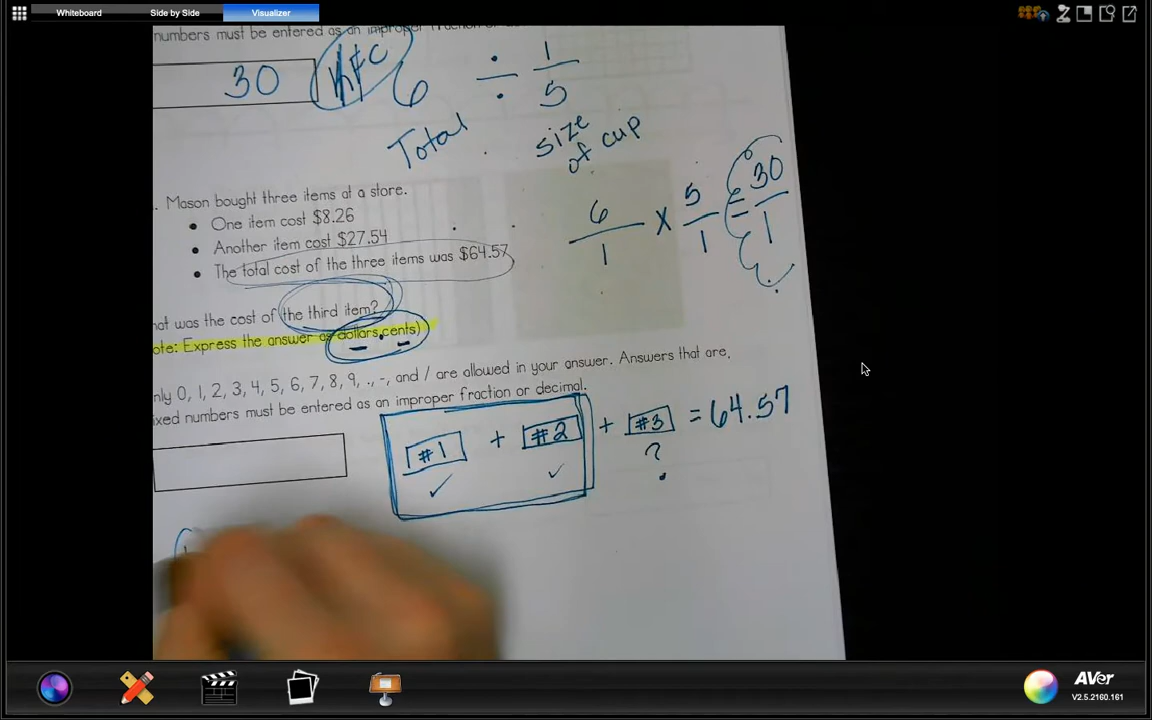 Whiteboard Side by Side Visualizer
numbers must be entered as an improper fraction or
30
6 ÷ 1/5
Total size of cup
6/1 X 5/1 = 30/1
. Mason bought three items at a store.
• One item cost $8.26
• Another item cost $27.54
• The total cost of the three items was $64.57
hat was the cost of the third item?
ote: Express the answer as dollars.cents)
nly 0, 1, 2, 3, 4, 5, 6, 7, 8, 9, ., -, and / are allowed in your answer. Answers that are
ixed numbers must be entered as an improper fraction or decimal.
#1 + #2 + #3 = 64.57
?
AVer
V2.5.2160.161